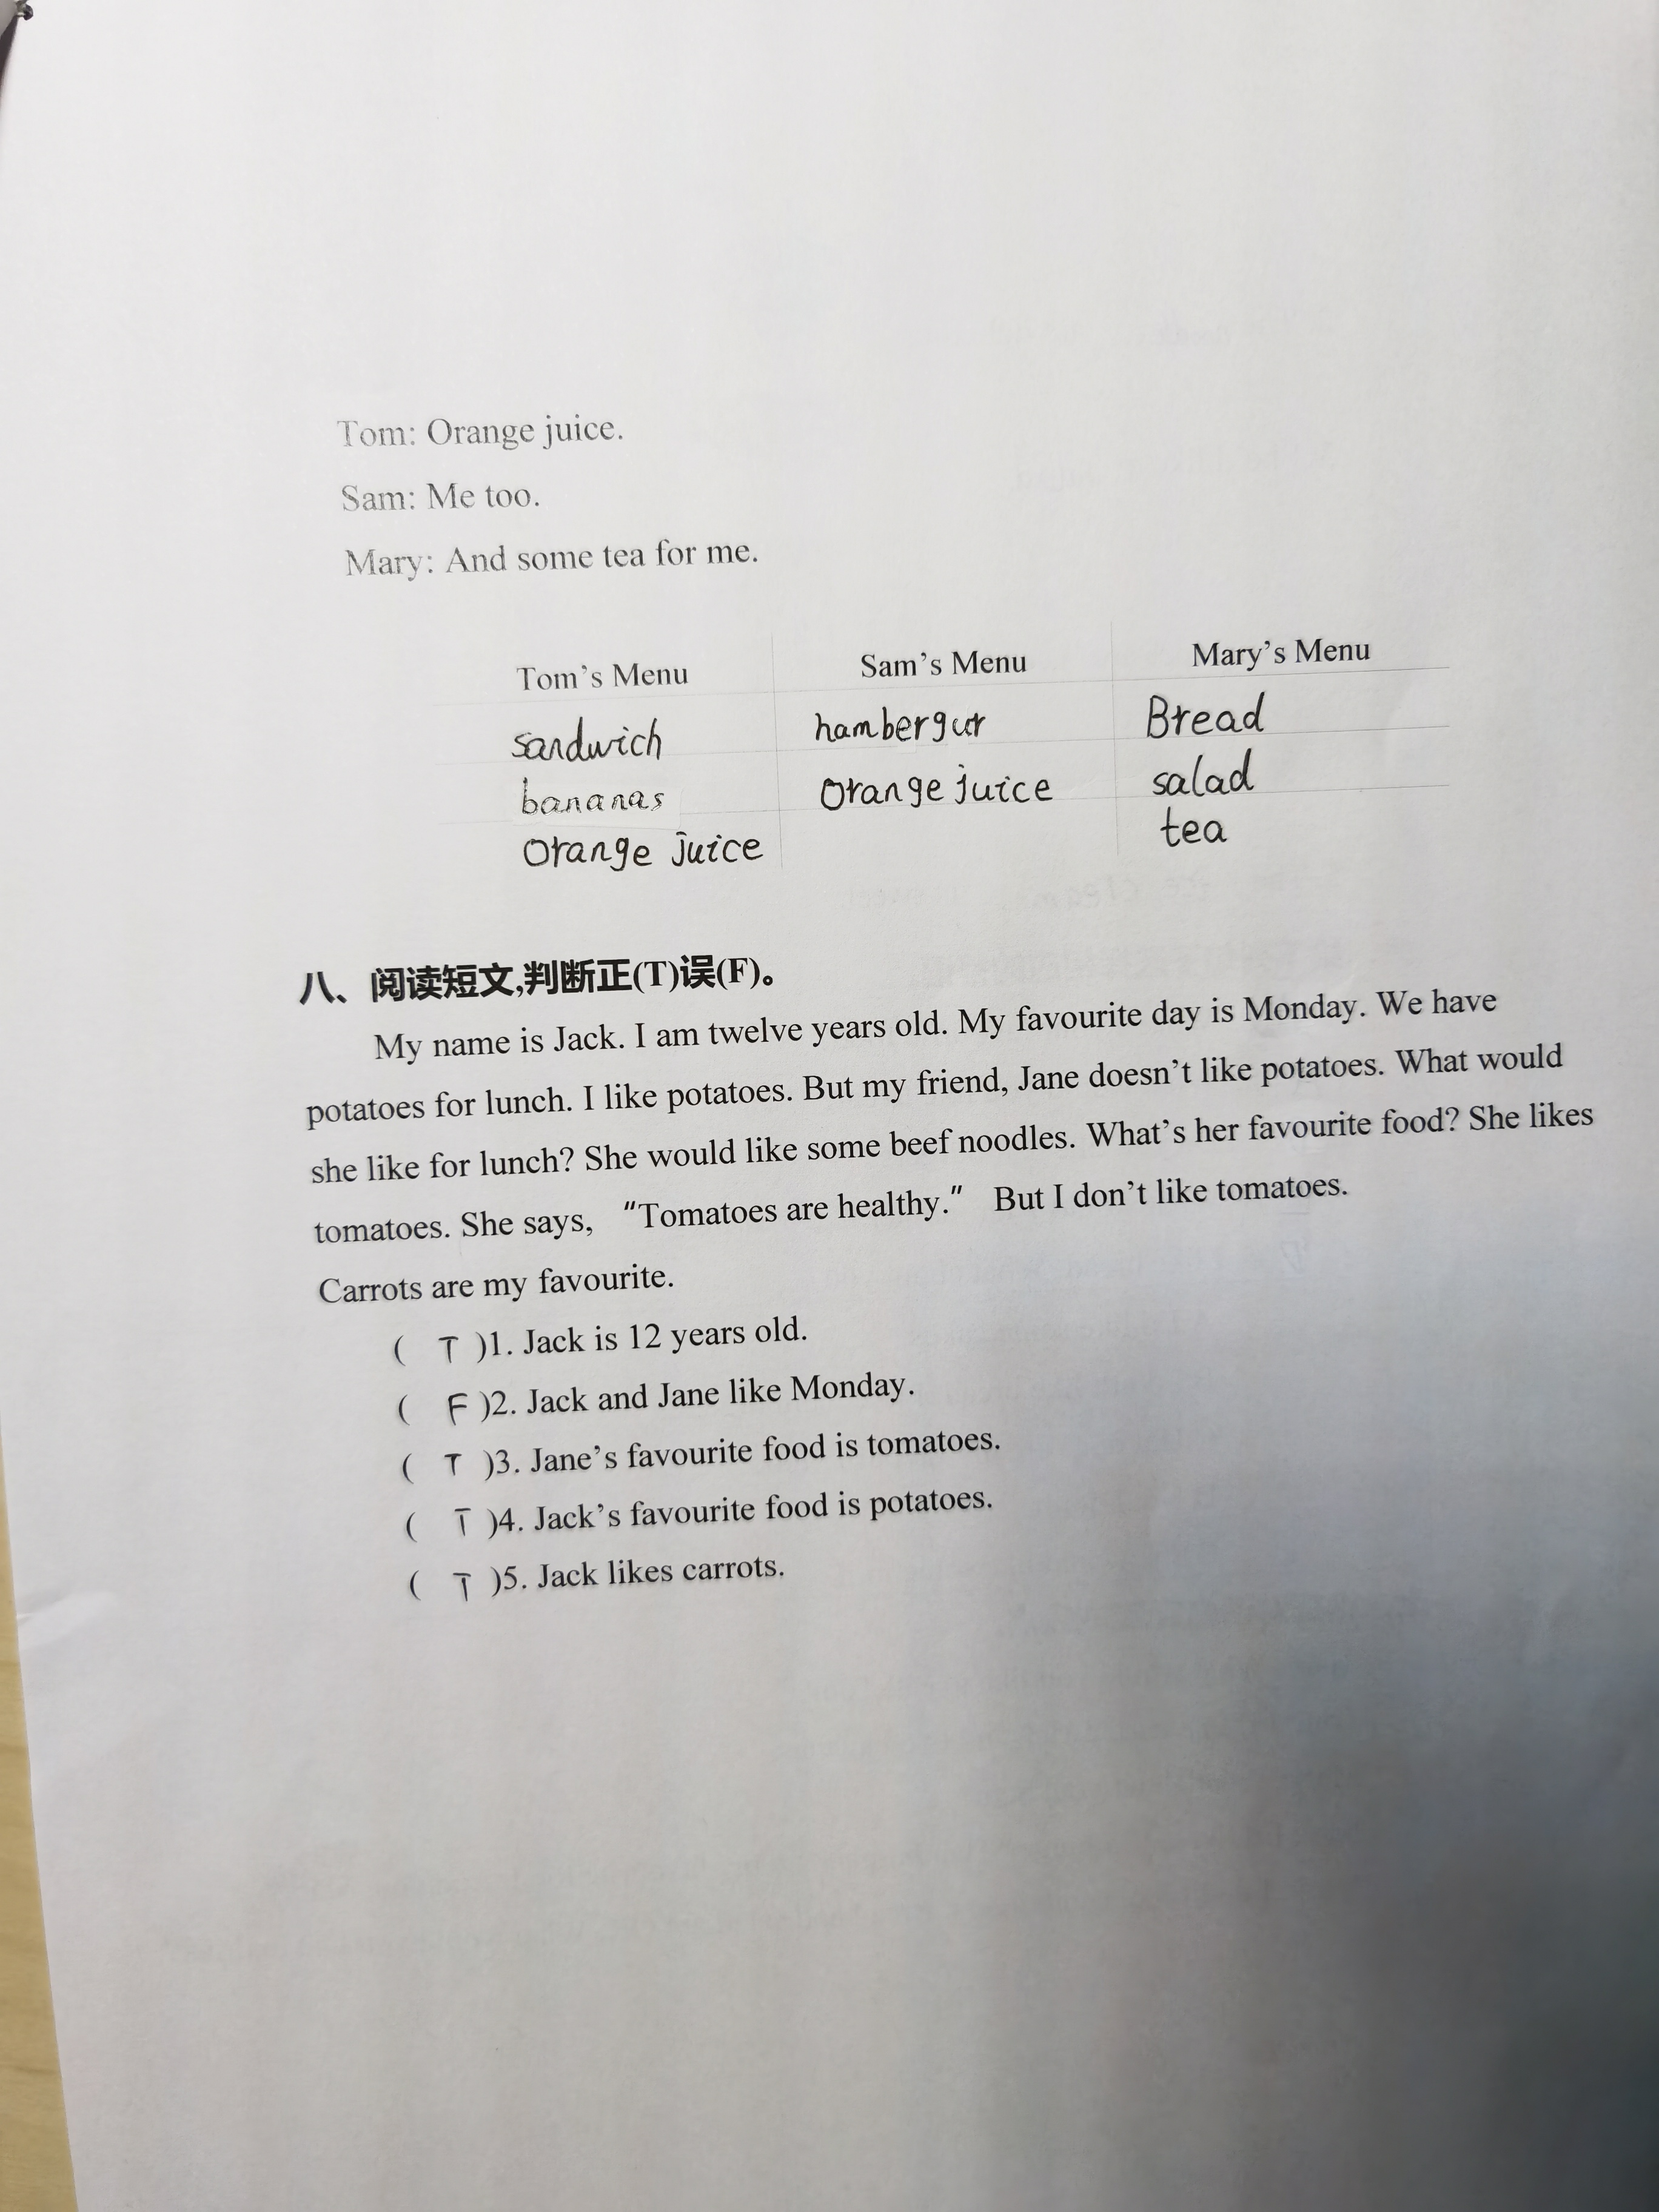 Tom: Orange juice.
Sam: Me too.
Mary: And some tea for me.
Tom's Menu Sam's Menu Mary's Menu
sandwich hambergur Bread
bananas Orange juice salad
Orange juice tea
八、阅读短文,判断正(T)误(F)。
My name is Jack. I am twelve years old. My favourite day is Monday. We have
potatoes for lunch. I like potatoes. But my friend, Jane doesn't like potatoes. What would
she like for lunch? She would like some beef noodles. What's her favourite food? She likes
tomatoes. She says, "Tomatoes are healthy." But I don't like tomatoes.
Carrots are my favourite.
( T )1. Jack is 12 years old.
( F )2. Jack and Jane like Monday.
( T )3. Jane's favourite food is tomatoes.
( T )4. Jack's favourite food is potatoes.
( T )5. Jack likes carrots.